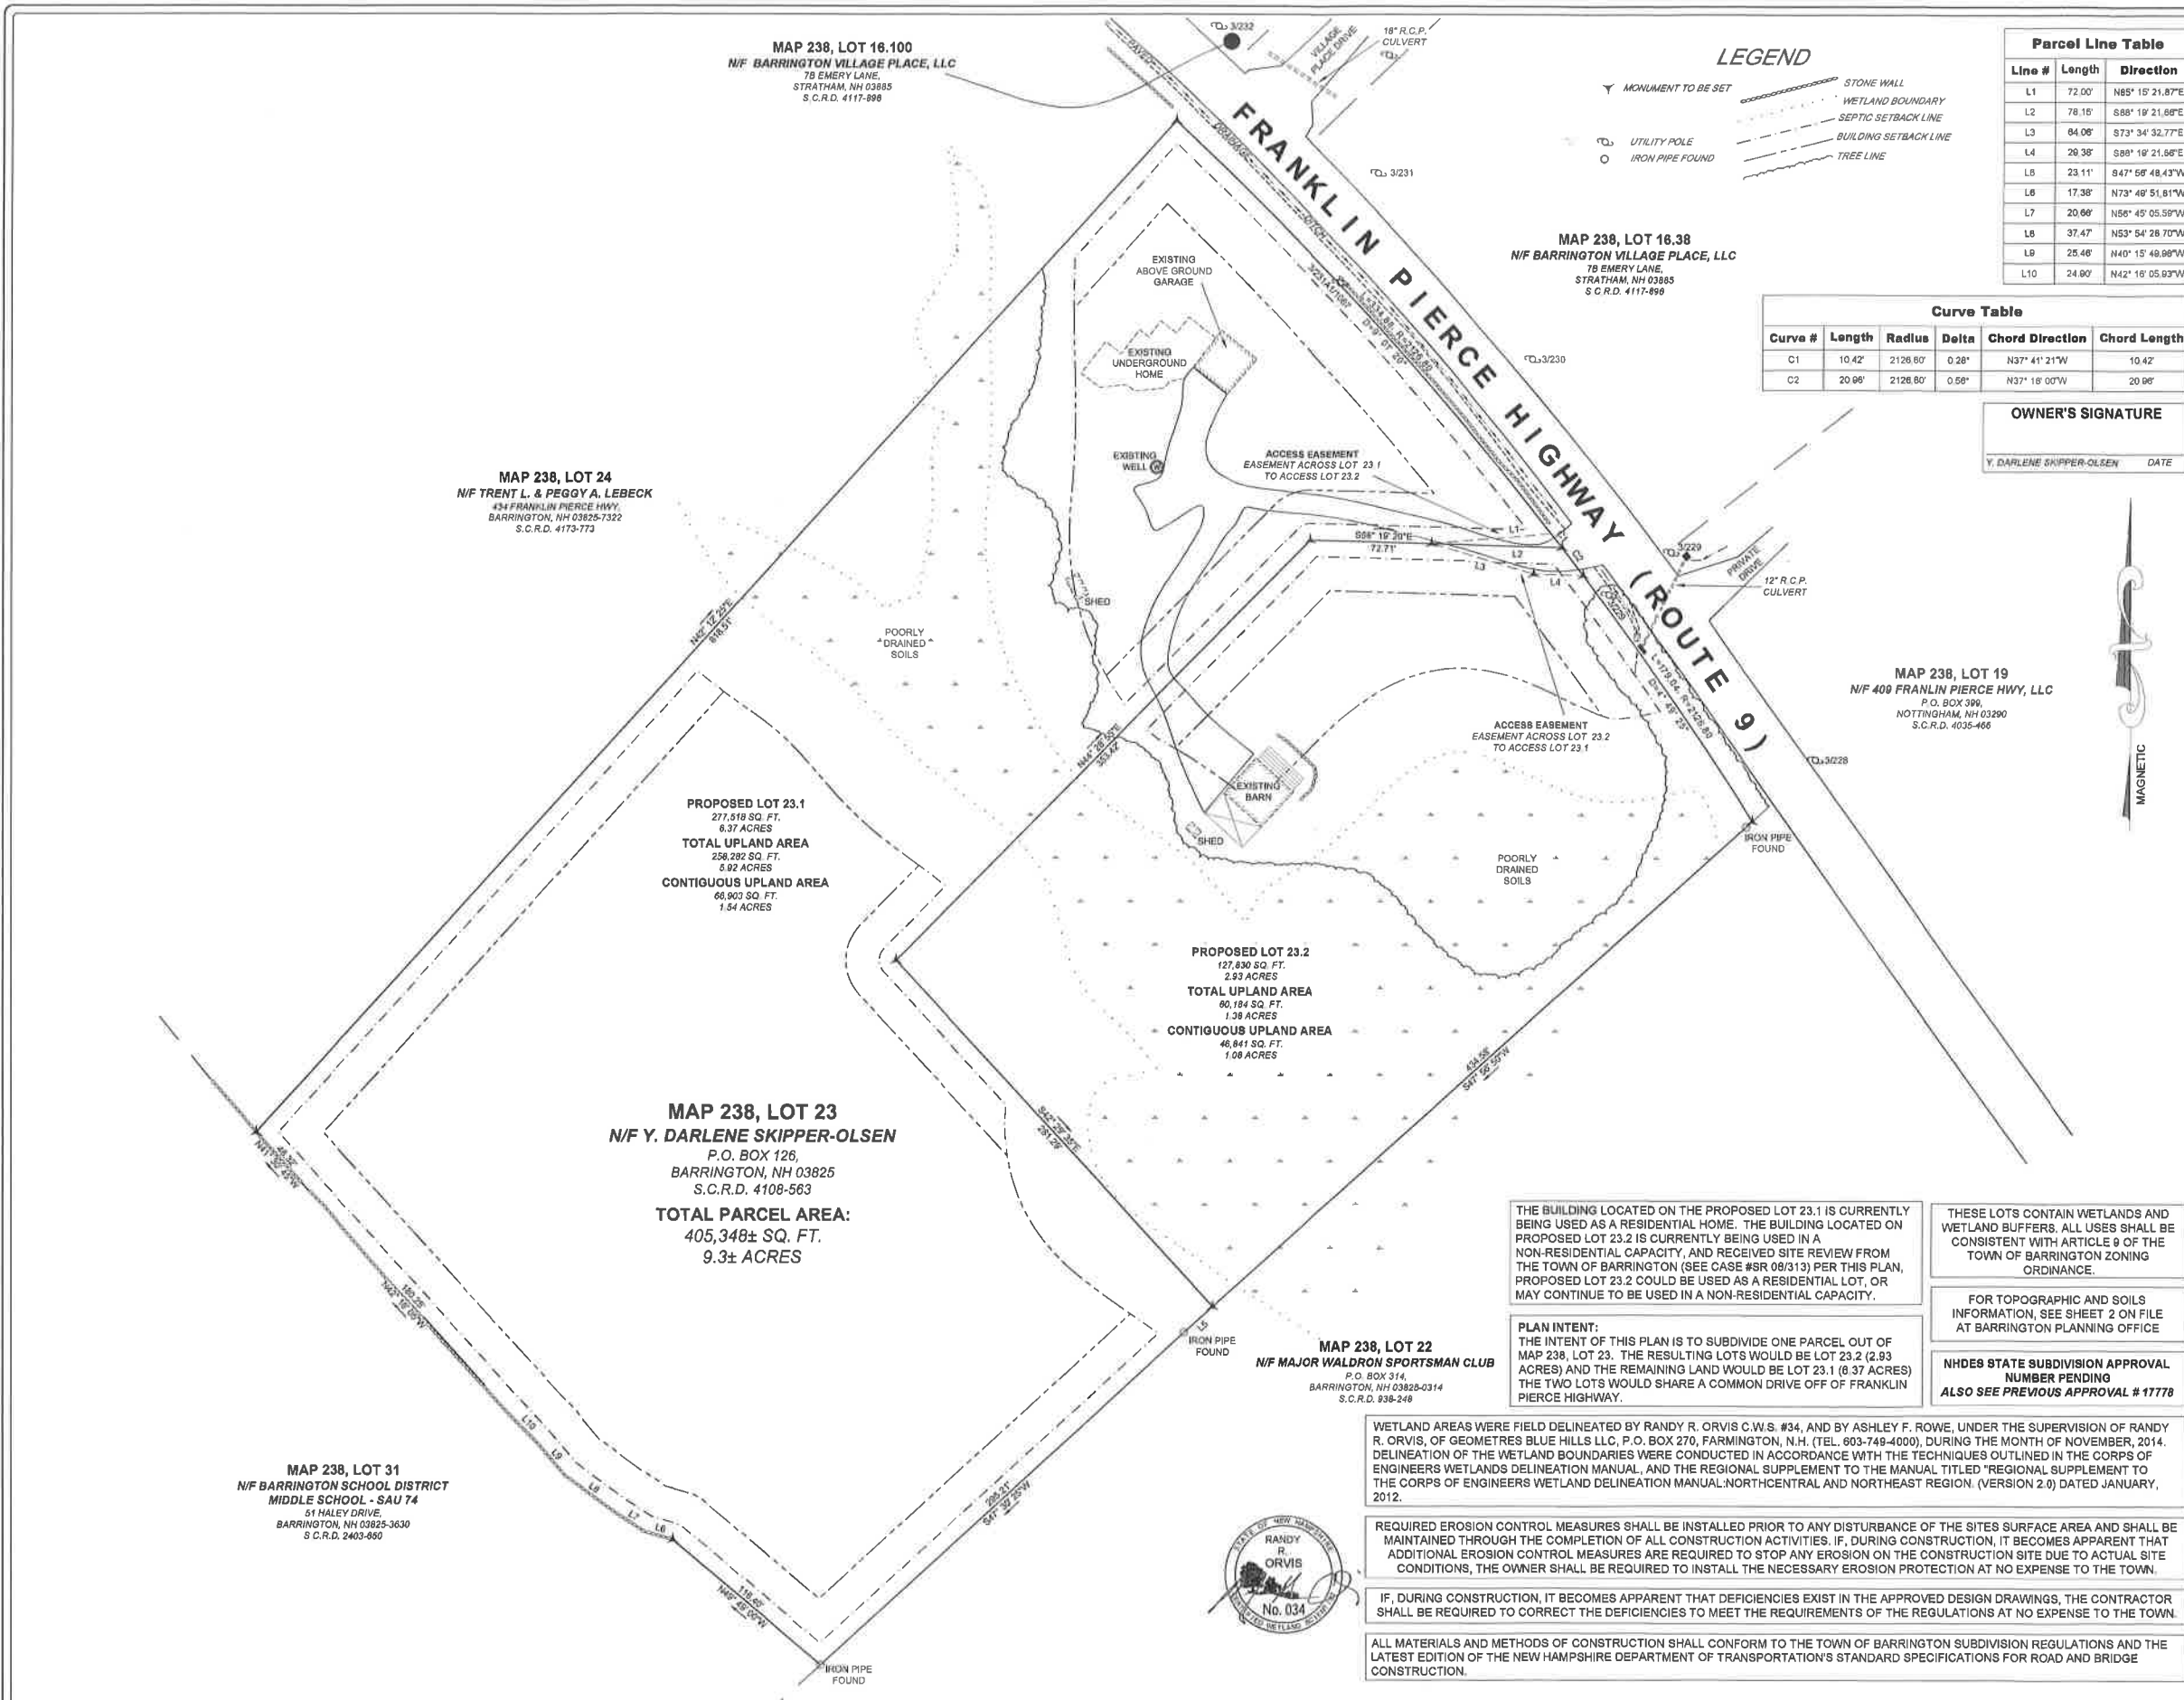 MAP 238, LOT 16.100
N/F BARRINGTON VILLAGE PLACE, LLC
7B EMERY LANE,
STRATHAM, NH 03885
S.C.R.D. 4117-898
3/232
VILLAGE
PLACE DRIVE
18" R.C.P.
CULVERT
3/231
FRANKLIN PIERCE HIGHWAY (ROUTE 9)
LEGEND
MONUMENT TO BE SET
UTILITY POLE
IRON PIPE FOUND
STONE WALL
WETLAND BOUNDARY
SEPTIC SETBACK LINE
BUILDING SETBACK LINE
TREE LINE
Parcel Line Table
Line # Length Direction
L1 72.00' N85° 15' 21.87"E
L2 78.15' S88° 19' 21.66"E
L3 64.06' S73° 34' 32.77"E
L4 29.38' S88° 19' 21.66"E
L5 23.11' S47° 56' 48.43"W
L6 17.38' N73° 49' 51.81"W
L7 20.66' N56° 45' 05.59"W
L8 37.47' N53° 54' 28.70"W
L9 25.46' N40° 15' 49.98"W
L10 24.90' N42° 16' 05.93"W
MAP 238, LOT 16.38
N/F BARRINGTON VILLAGE PLACE, LLC
7B EMERY LANE,
STRATHAM, NH 03885
S.C.R.D. 4117-898
Curve Table
Curve # Length Radius Delta Chord Direction Chord Length
C1 10.42' 2126.80' 0.28° N37° 41' 21"W 10.42'
C2 20.96' 2126.80' 0.56° N37° 16' 00"W 20.96'
OWNER'S SIGNATURE
Y. DARLENE SKIPPER-OLSEN DATE
EXISTING
ABOVE GROUND
GARAGE
EXISTING
UNDERGROUND
HOME
3/230
EXISTING
WELL
ACCESS EASEMENT
EASEMENT ACROSS LOT 23.1
TO ACCESS LOT 23.2
MAP 238, LOT 24
N/F TRENT L. & PEGGY A. LEBECK
434 FRANKLIN PIERCE HWY,
BARRINGTON, NH 03825-7322
S.C.R.D. 4173-773
L1
72.71'
L2
L3
L4
C2
3/229
PRIVATE
DRIVE
12" R.C.P.
CULVERT
SHED
N42° 12' 25"E
818.51'
POORLY
DRAINED
SOILS
MAP 238, LOT 19
N/F 409 FRANLIN PIERCE HWY, LLC
P.O. BOX 399,
NOTTINGHAM, NH 03290
S.C.R.D. 4035-466
MAGNETIC
ACCESS EASEMENT
EASEMENT ACROSS LOT 23.2
TO ACCESS LOT 23.1
3/228
EXISTING
BARN
SHED
IRON PIPE
FOUND
PROPOSED LOT 23.1
277,518 SQ. FT.
6.37 ACRES
TOTAL UPLAND AREA
258,282 SQ. FT.
5.92 ACRES
CONTIGUOUS UPLAND AREA
66,903 SQ. FT.
1.54 ACRES
POORLY
DRAINED
SOILS
PROPOSED LOT 23.2
127,830 SQ. FT.
2.93 ACRES
TOTAL UPLAND AREA
60,184 SQ. FT.
1.38 ACRES
CONTIGUOUS UPLAND AREA
46,841 SQ. FT.
1.08 ACRES
434.58'
S47° 56' 50"W
S42° 29' 35"E
MAP 238, LOT 23
N/F Y. DARLENE SKIPPER-OLSEN
P.O. BOX 126,
BARRINGTON, NH 03825
S.C.R.D. 4108-563
TOTAL PARCEL AREA:
405,348± SQ. FT.
9.3± ACRES
L5
IRON PIPE
FOUND
MAP 238, LOT 22
N/F MAJOR WALDRON SPORTSMAN CLUB
P.O. BOX 314,
BARRINGTON, NH 03825-0314
S.C.R.D. 938-248
MAP 238, LOT 31
N/F BARRINGTON SCHOOL DISTRICT
MIDDLE SCHOOL - SAU 74
51 HALEY DRIVE,
BARRINGTON, NH 03825-3630
S.C.R.D. 2403-650
L10
L9
L8
L7
L6
IRON PIPE
FOUND
THE BUILDING LOCATED ON THE PROPOSED LOT 23.1 IS CURRENTLY
BEING USED AS A RESIDENTIAL HOME. THE BUILDING LOCATED ON
PROPOSED LOT 23.2 IS CURRENTLY BEING USED IN A
NON-RESIDENTIAL CAPACITY, AND RECEIVED SITE REVIEW FROM
THE TOWN OF BARRINGTON (SEE CASE #SR 08/313) PER THIS PLAN,
PROPOSED LOT 23.2 COULD BE USED AS A RESIDENTIAL LOT, OR
MAY CONTINUE TO BE USED IN A NON-RESIDENTIAL CAPACITY.
THESE LOTS CONTAIN WETLANDS AND
WETLAND BUFFERS. ALL USES SHALL BE
CONSISTENT WITH ARTICLE 9 OF THE
TOWN OF BARRINGTON ZONING
ORDINANCE.
FOR TOPOGRAPHIC AND SOILS
INFORMATION, SEE SHEET 2 ON FILE
AT BARRINGTON PLANNING OFFICE
PLAN INTENT:
THE INTENT OF THIS PLAN IS TO SUBDIVIDE ONE PARCEL OUT OF
MAP 238, LOT 23. THE RESULTING LOTS WOULD BE LOT 23.2 (2.93
ACRES) AND THE REMAINING LAND WOULD BE LOT 23.1 (6.37 ACRES)
THE TWO LOTS WOULD SHARE A COMMON DRIVE OFF OF FRANKLIN
PIERCE HIGHWAY.
NHDES STATE SUBDIVISION APPROVAL
NUMBER PENDING
ALSO SEE PREVIOUS APPROVAL # 17778
WETLAND AREAS WERE FIELD DELINEATED BY RANDY R. ORVIS C.W.S. #34, AND BY ASHLEY F. ROWE, UNDER THE SUPERVISION OF RANDY
R. ORVIS, OF GEOMETRES BLUE HILLS LLC, P.O. BOX 270, FARMINGTON, N.H. (TEL. 603-749-4000), DURING THE MONTH OF NOVEMBER, 2014.
DELINEATION OF THE WETLAND BOUNDARIES WERE CONDUCTED IN ACCORDANCE WITH THE TECHNIQUES OUTLINED IN THE CORPS OF
ENGINEERS WETLANDS DELINEATION MANUAL, AND THE REGIONAL SUPPLEMENT TO THE MANUAL TITLED "REGIONAL SUPPLEMENT TO
THE CORPS OF ENGINEERS WETLAND DELINEATION MANUAL:NORTHCENTRAL AND NORTHEAST REGION. (VERSION 2.0) DATED JANUARY,
2012.
RANDY
R.
ORVIS
No. 034
REQUIRED EROSION CONTROL MEASURES SHALL BE INSTALLED PRIOR TO ANY DISTURBANCE OF THE SITES SURFACE AREA AND SHALL BE
MAINTAINED THROUGH THE COMPLETION OF ALL CONSTRUCTION ACTIVITIES. IF, DURING CONSTRUCTION, IT BECOMES APPARENT THAT
ADDITIONAL EROSION CONTROL MEASURES ARE REQUIRED TO STOP ANY EROSION ON THE CONSTRUCTION SITE DUE TO ACTUAL SITE
CONDITIONS, THE OWNER SHALL BE REQUIRED TO INSTALL THE NECESSARY EROSION PROTECTION AT NO EXPENSE TO THE TOWN.
IF, DURING CONSTRUCTION, IT BECOMES APPARENT THAT DEFICIENCIES EXIST IN THE APPROVED DESIGN DRAWINGS, THE CONTRACTOR
SHALL BE REQUIRED TO CORRECT THE DEFICIENCIES TO MEET THE REQUIREMENTS OF THE REGULATIONS AT NO EXPENSE TO THE TOWN.
ALL MATERIALS AND METHODS OF CONSTRUCTION SHALL CONFORM TO THE TOWN OF BARRINGTON SUBDIVISION REGULATIONS AND THE
LATEST EDITION OF THE NEW HAMPSHIRE DEPARTMENT OF TRANSPORTATION'S STANDARD SPECIFICATIONS FOR ROAD AND BRIDGE
CONSTRUCTION.